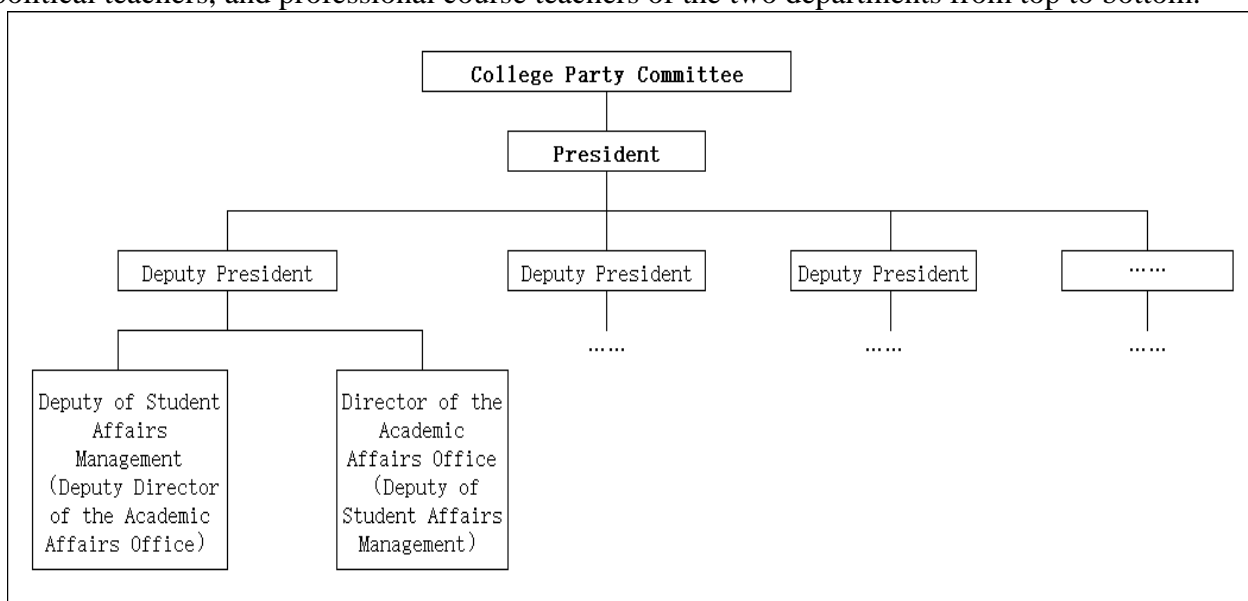 political teachers, and professional course teachers of the two departments from top to bottom.
College Party Committee
President
Deputy President
Deputy President
Deputy President
……
……
……
……
Deputy of Student
Affairs
Management
(Deputy Director
of the Academic
Affairs Office)
Director of the
Academic
Affairs Office
(Deputy of
Student Affairs
Management)